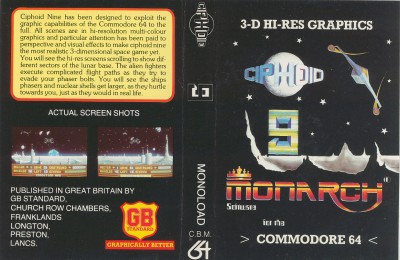 Ciphoid Nine has been designed to exploit the
graphic capabilities of the Commodore 64 to the
full. All scenes are in hi-resolution multi-colour
graphics and particular attention has been paid to
perspective and visual effects to make ciphoid nine
the most realistic 3-dimensional space game yet.
You will see the hi-res screens scrolling to show dif-
ferent sectors of the lunar base. The alien fighters
execute complicated flight paths as they try to
evade your phaser bolts. You will see the ships
phasers and nuclear shells get larger, as they hurtle
towards you, just as they would in real life.
ACTUAL SCREEN SHOTS
PUBLISHED IN GREAT BRITAIN BY
GB STANDARD,
CHURCH ROW CHAMBERS,
FRANKLANDS
LONGTON,
PRESTON,
LANCS.
GB
STANDARD
GRAPHICALLY BETTER
CIPHOID
9
MONOLOAD
C.B.M.
64
3-D HI-RES GRAPHICS
CIPHOID
9
MONARCH
Software
for the
> COMMODORE 64 <